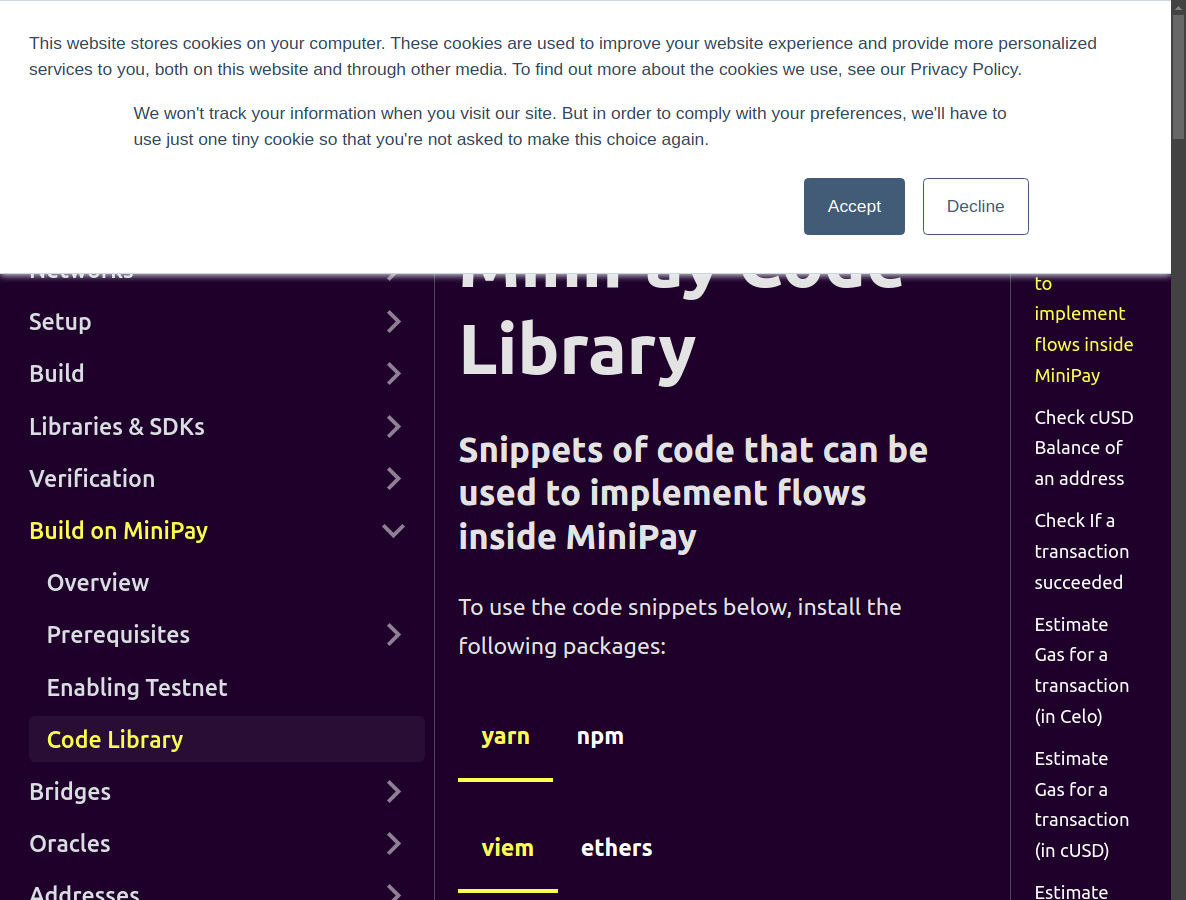 This website stores cookies on your computer. These cookies are used to improve your website experience and provide more personalized
services to you, both on this website and through other media. To find out more about the cookies we use, see our Privacy Policy.
We won't track your information when you visit our site. But in order to comply with your preferences, we'll have to
use just one tiny cookie so that you're not asked to make this choice again.
Accept
Decline
Networks
Setup
Build
Libraries & SDKs
Verification
Build on MiniPay
Overview
Prerequisites
Enabling Testnet
Code Library
Bridges
Oracles
Addresses
MiniPay Code
Library
Snippets of code that can be
used to implement flows
inside MiniPay
To use the code snippets below, install the
following packages:
yarn
npm
viem
ethers
to
implement
flows inside
MiniPay
Check cUSD
Balance of
an address
Check If a
transaction
succeeded
Estimate
Gas for a
transaction
(in Celo)
Estimate
Gas for a
transaction
(in cUSD)
Estimate